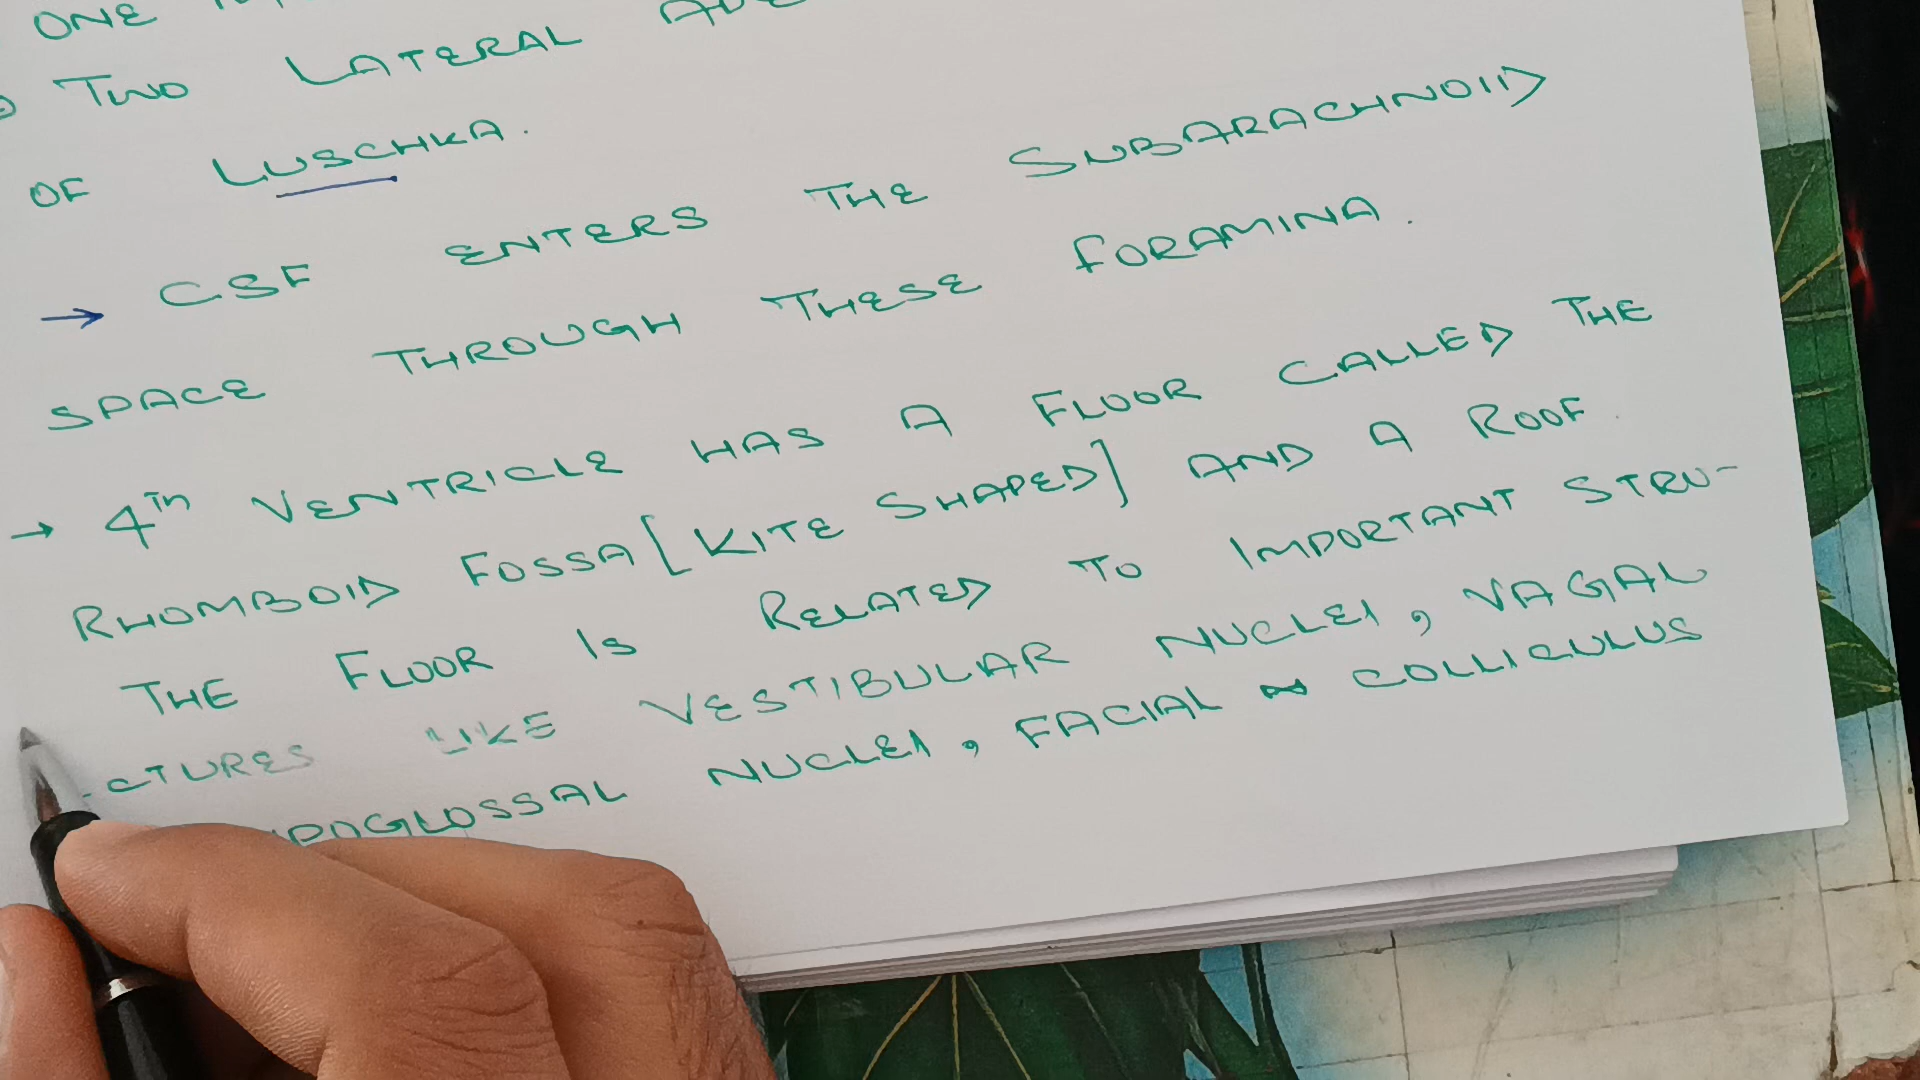 ONE
TWO LATERAL
OF LUSCHKA.
→ CSF ENTERS THE SUBARACHNOID
SPACE THROUGH THESE FORAMINA.
→ 4TH VENTRICLE HAS A FLOOR CALLED THE
RHOMBOID FOSSA [KITE SHAPED] AND A ROOF.
THE FLOOR IS RELATED TO IMPORTANT STRU-
CTURES LIKE VESTIBULAR NUCLEI, VAGAL
NUCLEI, FACIAL COLLICULUS